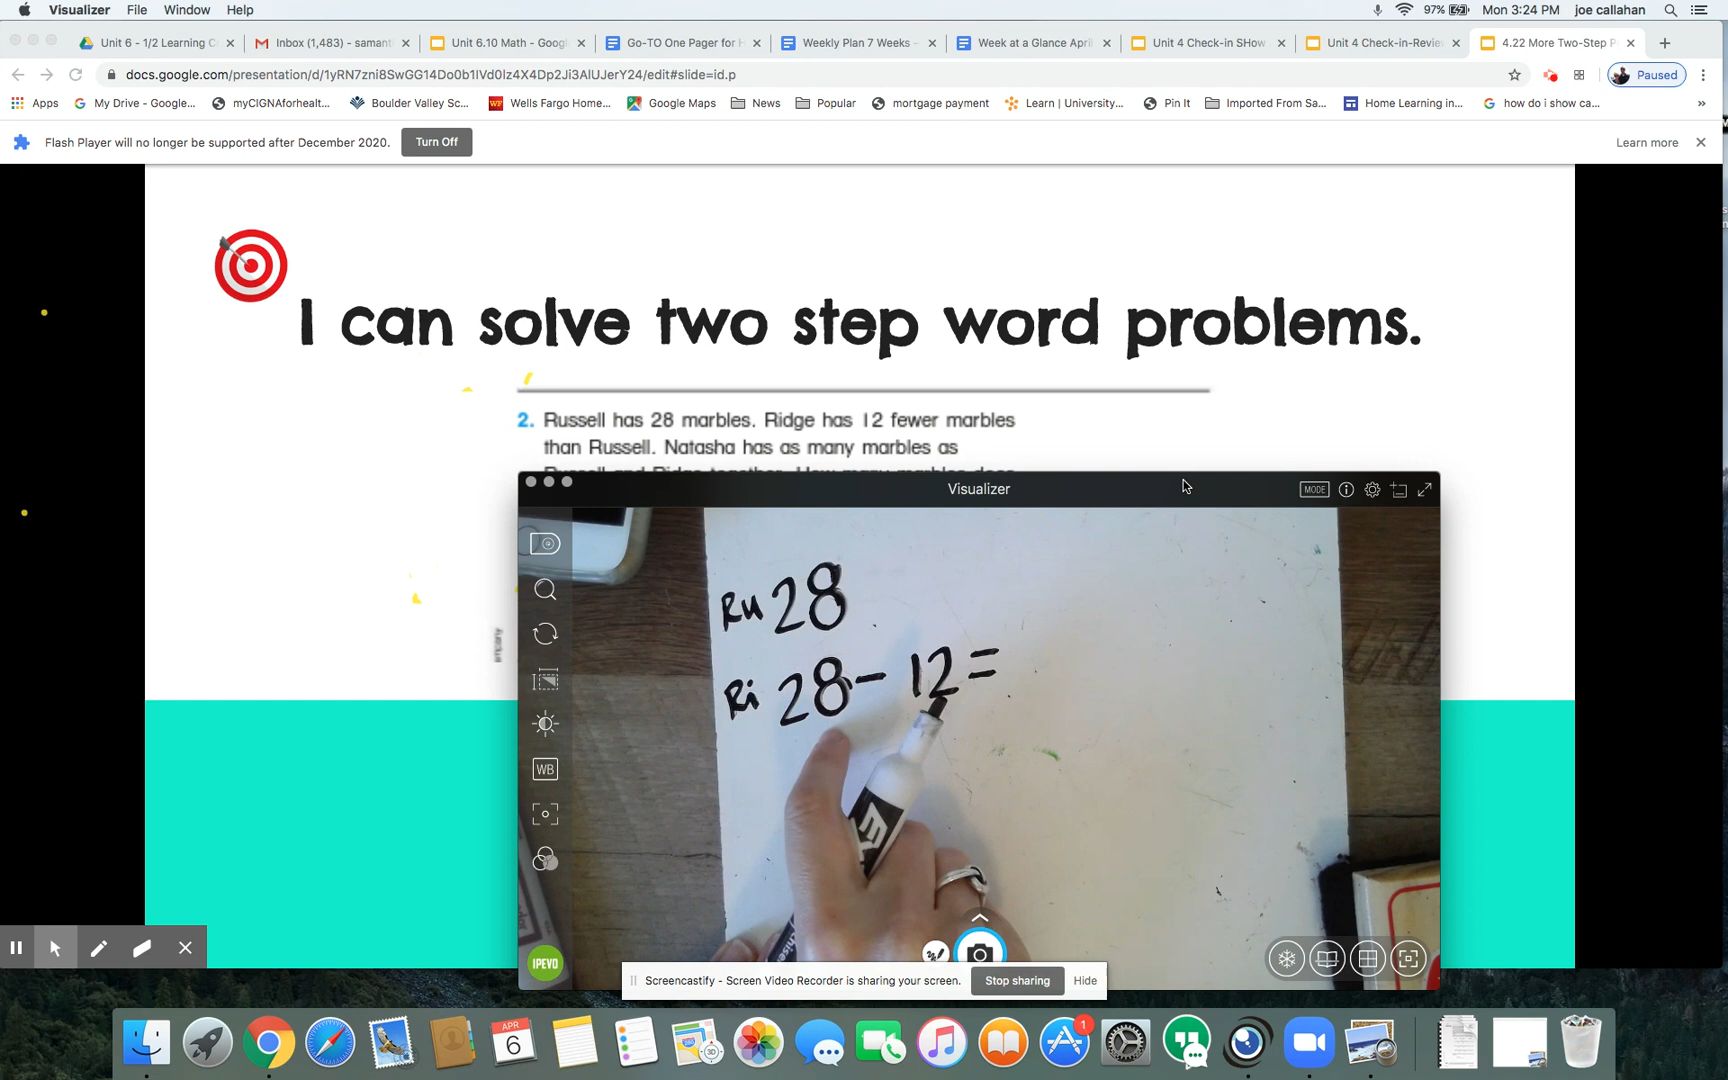 Visualizer File Window Help
97% Mon 3:24 PM joe callahan
Unit 6 - 1/2 Learning C
Inbox (1,483) - samant
Unit 6.10 Math - Googl
Go-TO One Pager for H
Weekly Plan 7 Weeks -
Week at a Glance April
Unit 4 Check-in SHow
Unit 4 Check-in-Revie
4.22 More Two-Step P
docs.google.com/presentation/d/1yRN7zni8SwGG14Do0b1lVd0Iz4X4Dp2Ji3AlUJerY24/edit#slide=id.p
Paused
Apps
My Drive - Google...
myCIGNAforhealt...
Boulder Valley Sc...
Wells Fargo Home...
Google Maps
News
Popular
mortgage payment
Learn | University...
Pin It
Imported From Sa...
Home Learning in...
how do i show ca...
»
Flash Player will no longer be supported after December 2020. Turn Off
Learn more
I can solve two step word problems.
2. Russell has 28 marbles. Ridge has 12 fewer marbles
than Russell. Natasha has as many marbles as
Visualizer
MODE
Ru 28
Ri 28 - 12 =
WB
IPEVO
Screencastify - Screen Video Recorder is sharing your screen. Stop sharing Hide
APR
6
3D
1